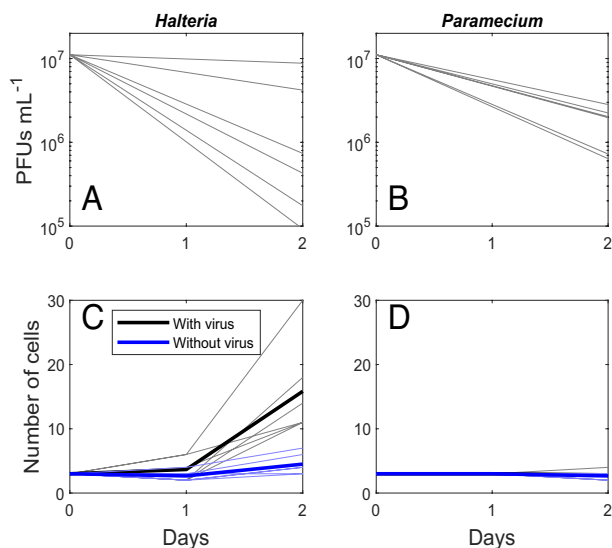 Halteria
Paramecium
10^7
10^6
10^5
PFUs mL^-1
A
0
1
2
10^7
10^6
10^5
B
0
1
2
30
20
10
0
Number of cells
C
With virus
Without virus
0
1
2
Days
30
20
10
0
D
0
1
2
Days